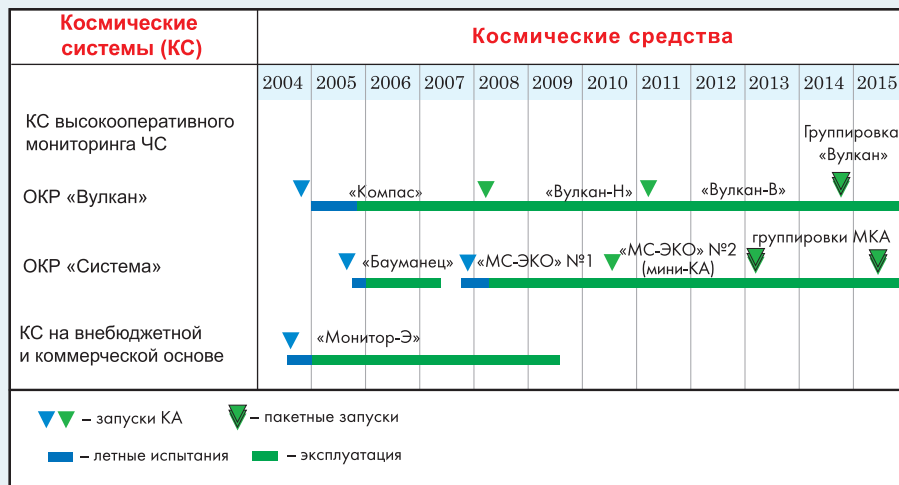 Космические
системы (КС)
Космические средства
2004 2005 2006 2007 2008 2009 2010 2011 2012 2013 2014 2015
КС высокооперативного
мониторинга ЧС
Группировка
«Вулкан»
ОКР «Вулкан»
«Компас» «Вулкан-Н» «Вулкан-В»
ОКР «Система»
«Бауманец» «МС-ЭКО» №1 «МС-ЭКО» №2
(мини-КА)
группировки МКА
КС на внебюджетной
и коммерческой основе
«Монитор-Э»
– запуски КА – пакетные запуски
– летные испытания – эксплуатация